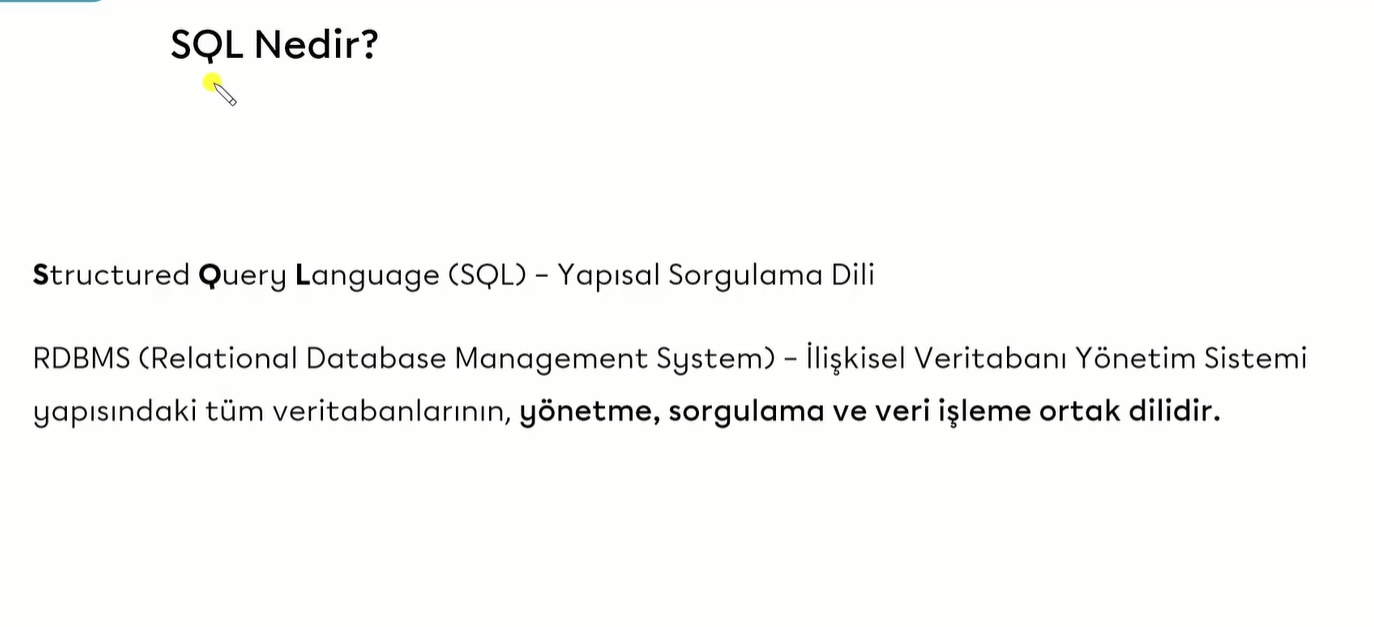 SQL Nedir?
Structured Query Language (SQL) – Yapısal Sorgulama Dili
RDBMS (Relational Database Management System) – İlişkisel Veritabanı Yönetim Sistemi
yapısındaki tüm veritabanlarının, yönetme, sorgulama ve veri işleme ortak dilidir.